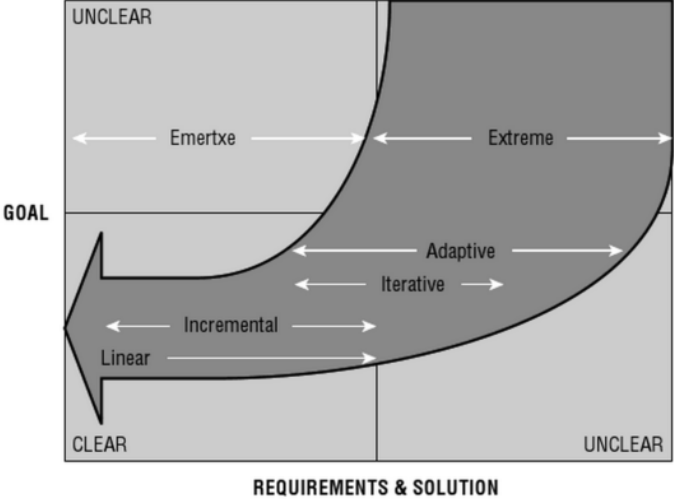 UNCLEAR
Emertxe
Extreme
GOAL
Adaptive
Iterative
Incremental
Linear
CLEAR
UNCLEAR
REQUIREMENTS & SOLUTION